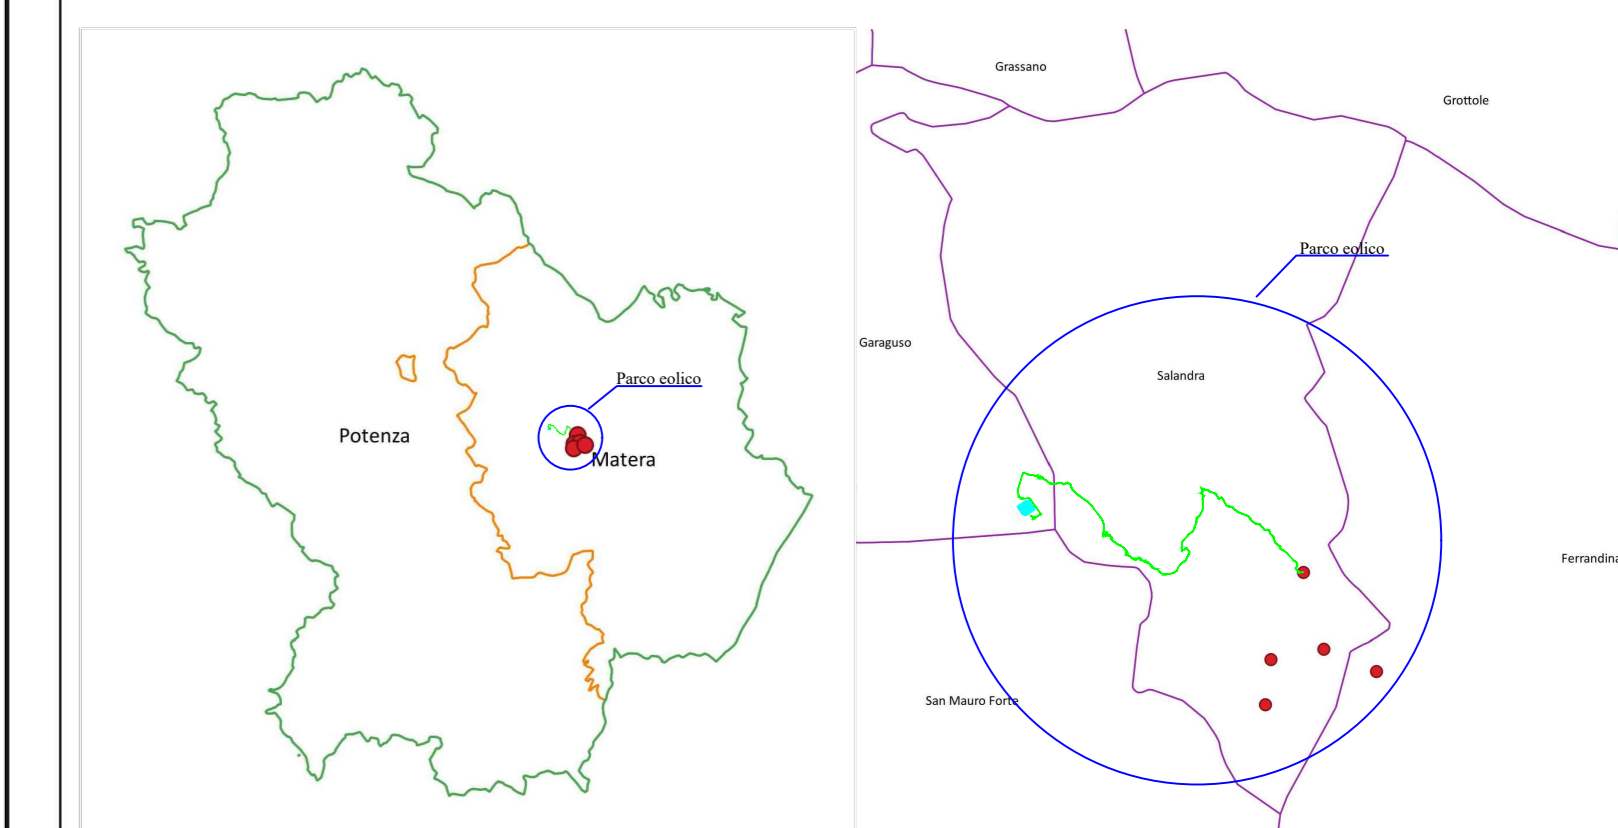 Parco eolico
Potenza
Matera
Grassano
Grottole
Parco eolico
Garaguso
Salandra
Ferrandina
San Mauro Forte